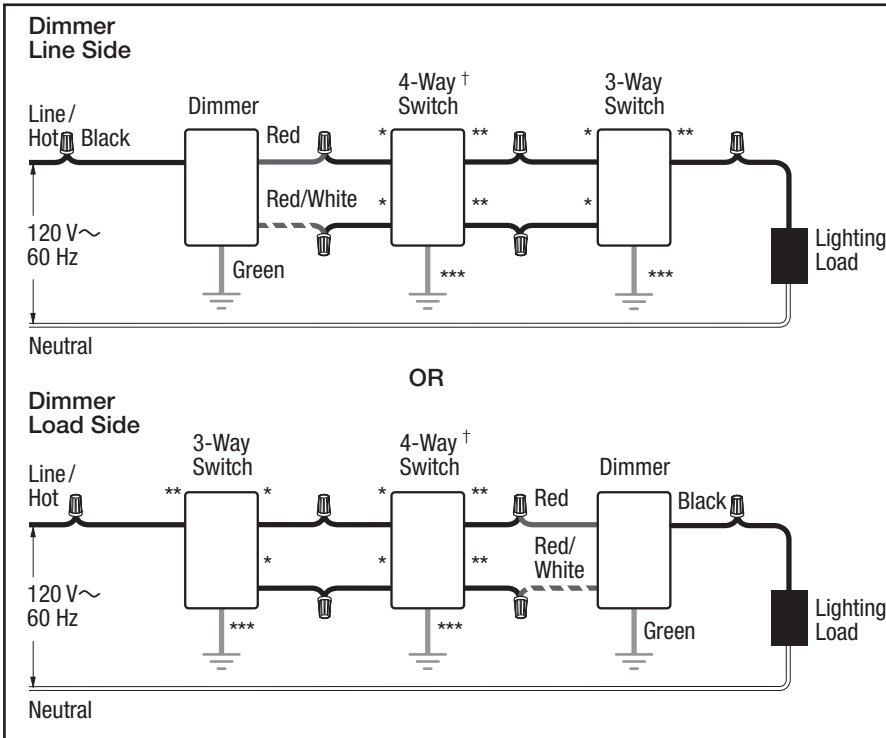 Dimmer
Line Side
Line /
Hot
Black
Dimmer
Red
Red/White
Green
4-Way †
Switch
*
**
*
**
***
3-Way
Switch
*
**
*
***
120 V~
60 Hz
Lighting
Load
Neutral
OR
Dimmer
Load Side
Line /
Hot
3-Way
Switch
**
*
*
***
4-Way †
Switch
*
**
*
**
***
Red
Red/
White
Dimmer
Black
Green
120 V~
60 Hz
Lighting
Load
Neutral